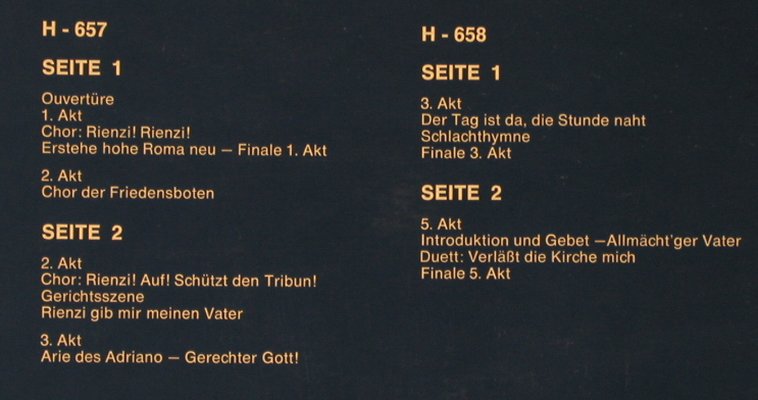 H - 657
SEITE 1
Ouvertüre
1. Akt
Chor: Rienzi! Rienzi!
Erstehe hohe Roma neu – Finale 1. Akt
2. Akt
Chor der Friedensboten
SEITE 2
2. Akt
Chor: Rienzi! Auf! Schützt den Tribun!
Gerichtsszene
Rienzi gib mir meinen Vater
3. Akt
Arie des Adriano – Gerechter Gott!
H - 658
SEITE 1
3. Akt
Der Tag ist da, die Stunde naht
Schlachthymne
Finale 3. Akt
SEITE 2
5. Akt
Introduktion und Gebet –Allmächt'ger Vater
Duett: Verläßt die Kirche mich
Finale 5. Akt